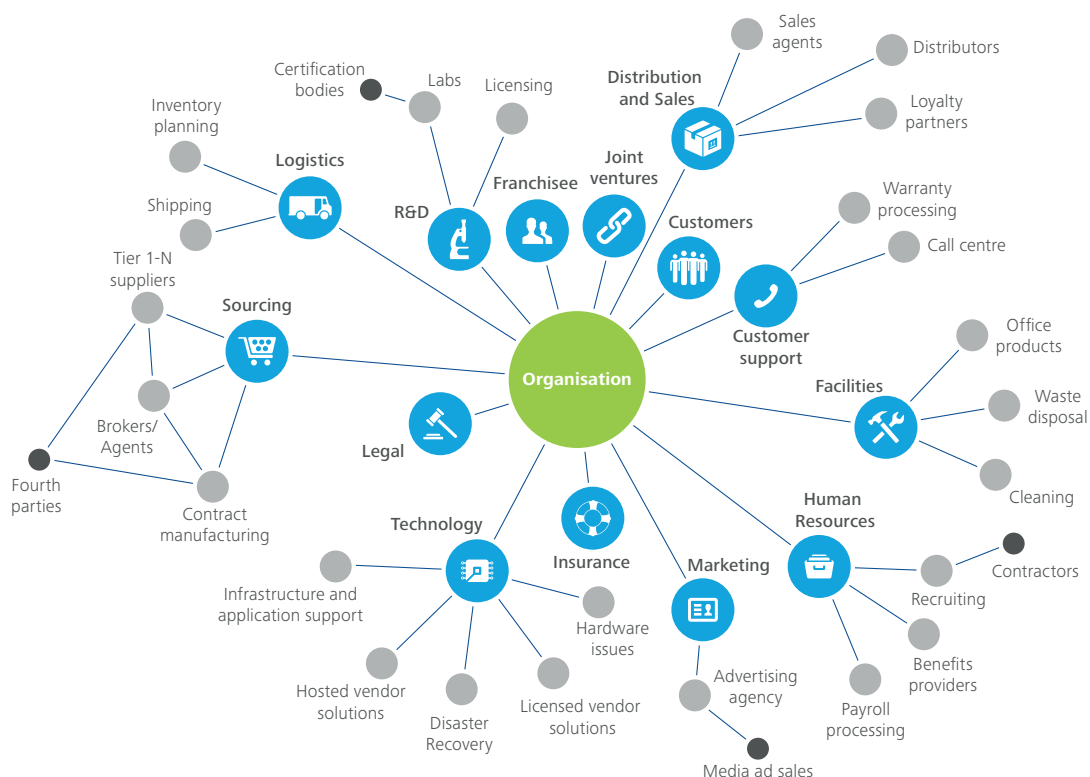 Sales
agents
Distributors
Certification
bodies
Labs
Licensing
Distribution
and Sales
Inventory
planning
Loyalty
partners
Logistics
Joint
ventures
Franchisee
R&D
Warranty
processing
Shipping
Customers
Call centre
Tier 1-N
suppliers
Sourcing
Customer
support
Office
products
Organisation
Facilities
Waste
disposal
Brokers/
Agents
Legal
Fourth
parties
Cleaning
Contract
manufacturing
Technology
Human
Resources
Insurance
Marketing
Contractors
Infrastructure and
application support
Recruiting
Hardware
issues
Hosted vendor
solutions
Disaster
Recovery
Licensed vendor
solutions
Advertising
agency
Benefits
providers
Payroll
processing
Media ad sales